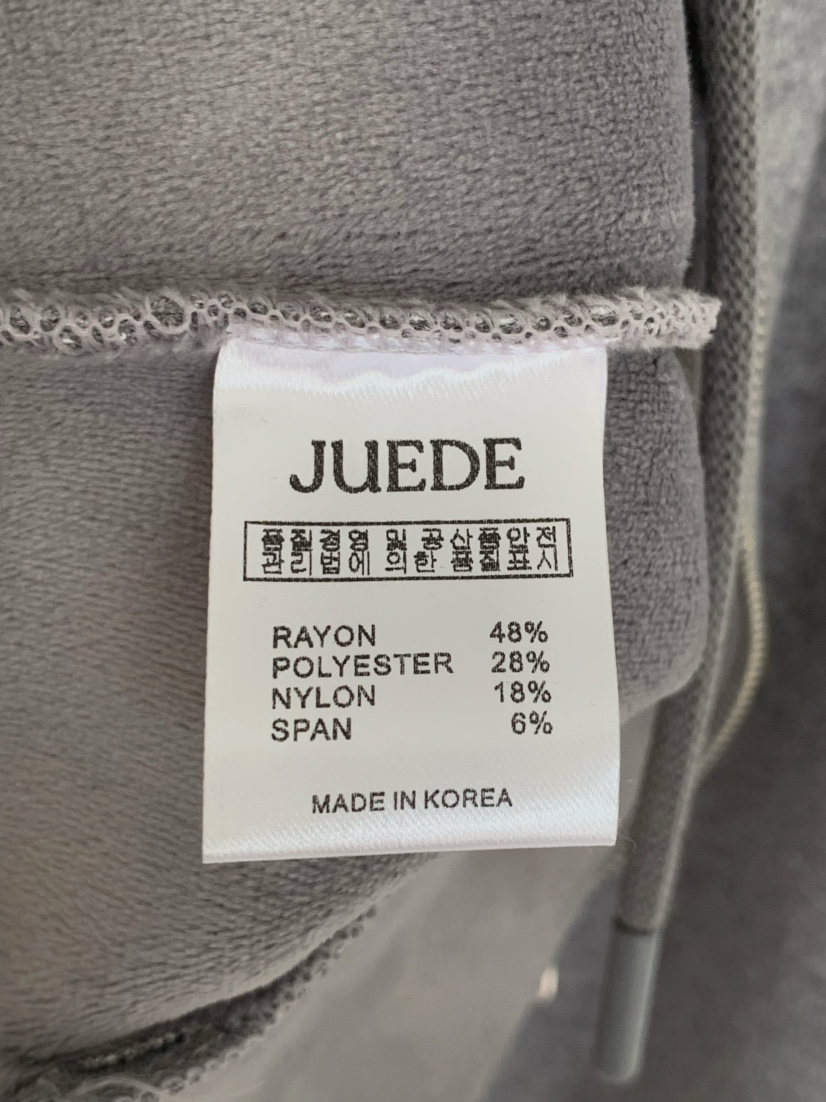 JUEDE
품질경영 및 공산품안전
관리법에 의한 품질표시
RAYON 48%
POLYESTER 28%
NYLON 18%
SPAN 6%
MADE IN KOREA